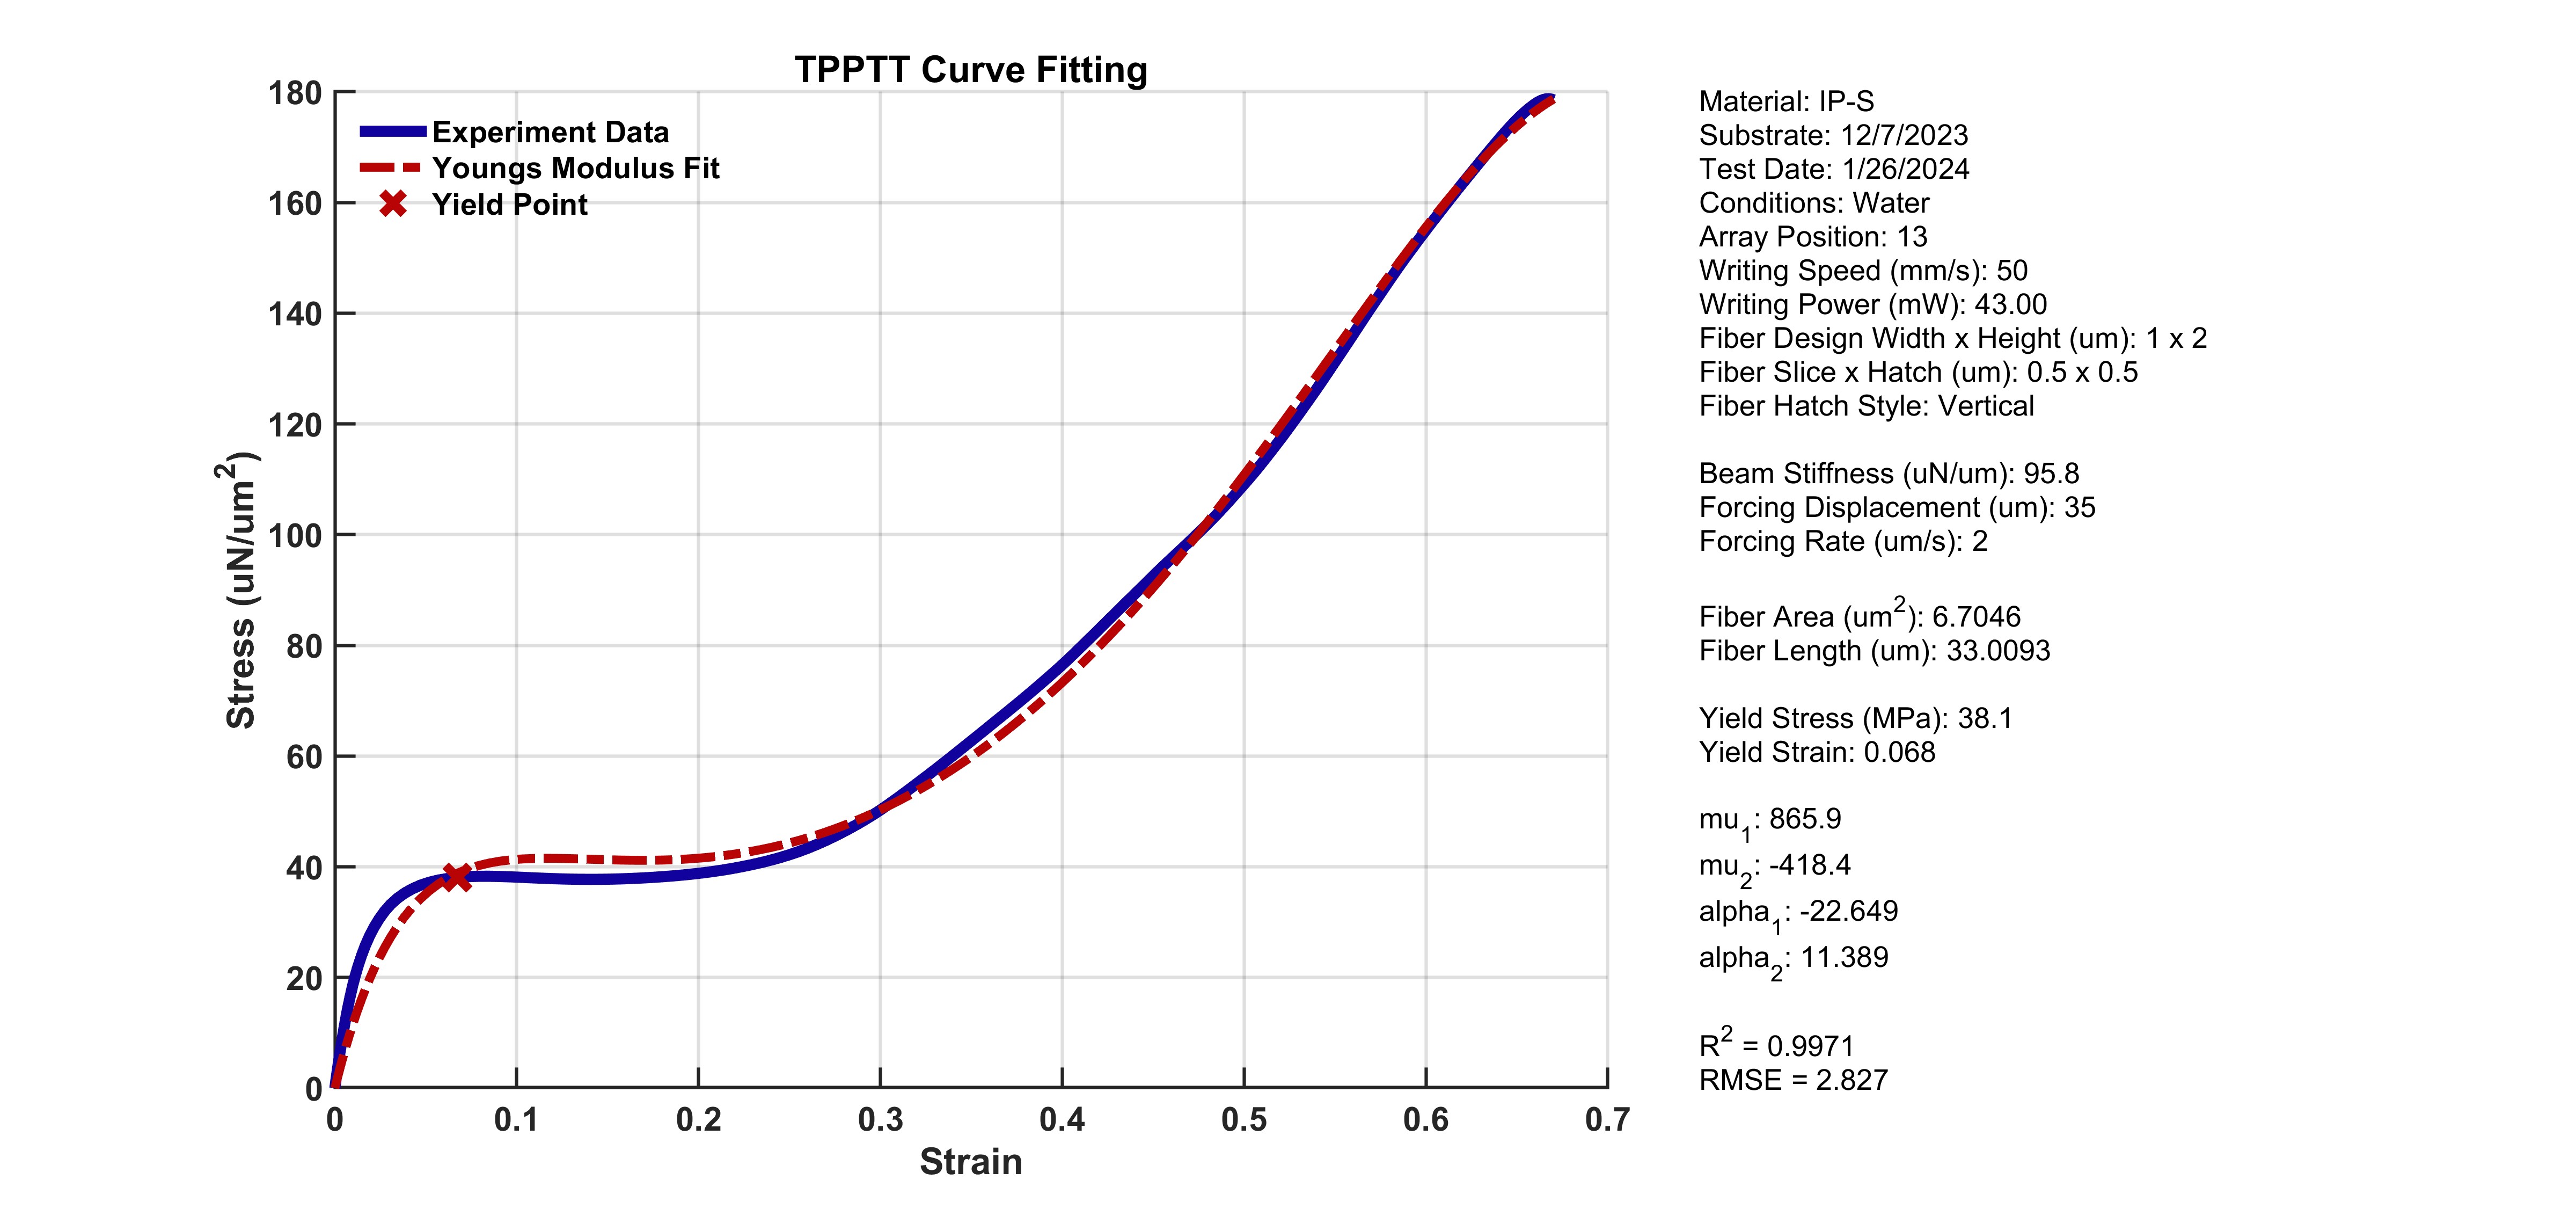 TPPTT Curve Fitting
180
160
140
120
100
80
60
40
20
0
Stress (uN/um²)
Experiment Data
Youngs Modulus Fit
Yield Point
0 0.1 0.2 0.3 0.4 0.5 0.6 0.7
Strain
Material: IP-S
Substrate: 12/7/2023
Test Date: 1/26/2024
Conditions: Water
Array Position: 13
Writing Speed (mm/s): 50
Writing Power (mW): 43.00
Fiber Design Width x Height (um): 1 x 2
Fiber Slice x Hatch (um): 0.5 x 0.5
Fiber Hatch Style: Vertical
Beam Stiffness (uN/um): 95.8
Forcing Displacement (um): 35
Forcing Rate (um/s): 2
Fiber Area (um²): 6.7046
Fiber Length (um): 33.0093
Yield Stress (MPa): 38.1
Yield Strain: 0.068
mu₁: 865.9
mu₂: -418.4
alpha₁: -22.649
alpha₂: 11.389
R² = 0.9971
RMSE = 2.827